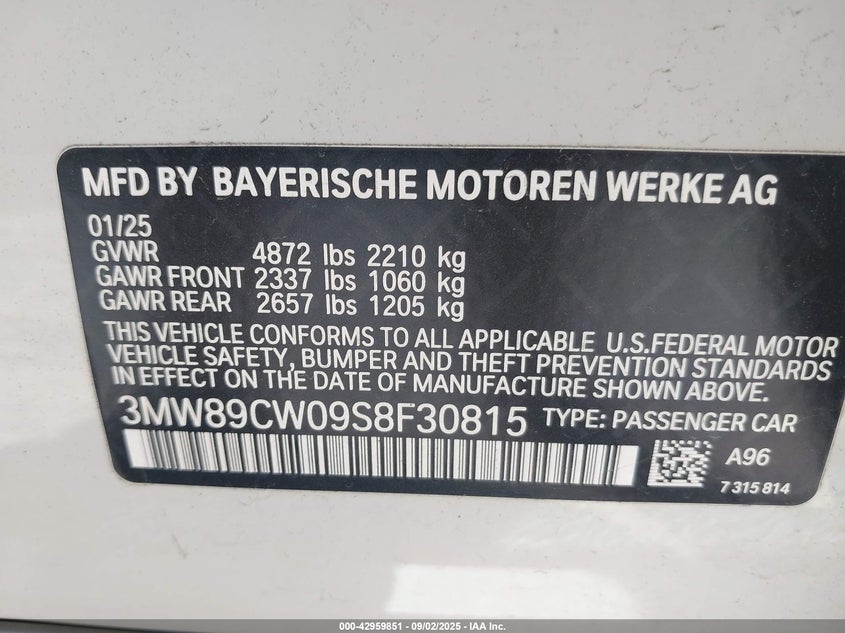 MFD BY BAYERISCHE MOTOREN WERKE AG
01/25
GVWR 4872 lbs 2210 kg
GAWR FRONT 2337 lbs 1060 kg
GAWR REAR 2657 lbs 1205 kg
THIS VEHICLE CONFORMS TO ALL APPLICABLE U.S.FEDERAL MOTOR
VEHICLE SAFETY, BUMPER AND THEFT PREVENTION STANDARDS
IN EFFECT ON THE DATE OF MANUFACTURE SHOWN ABOVE.
3MW89CW09S8F30815 TYPE: PASSENGER CAR
A96
7 315 814
000-42959851 - 09/02/2025 - IAA Inc.